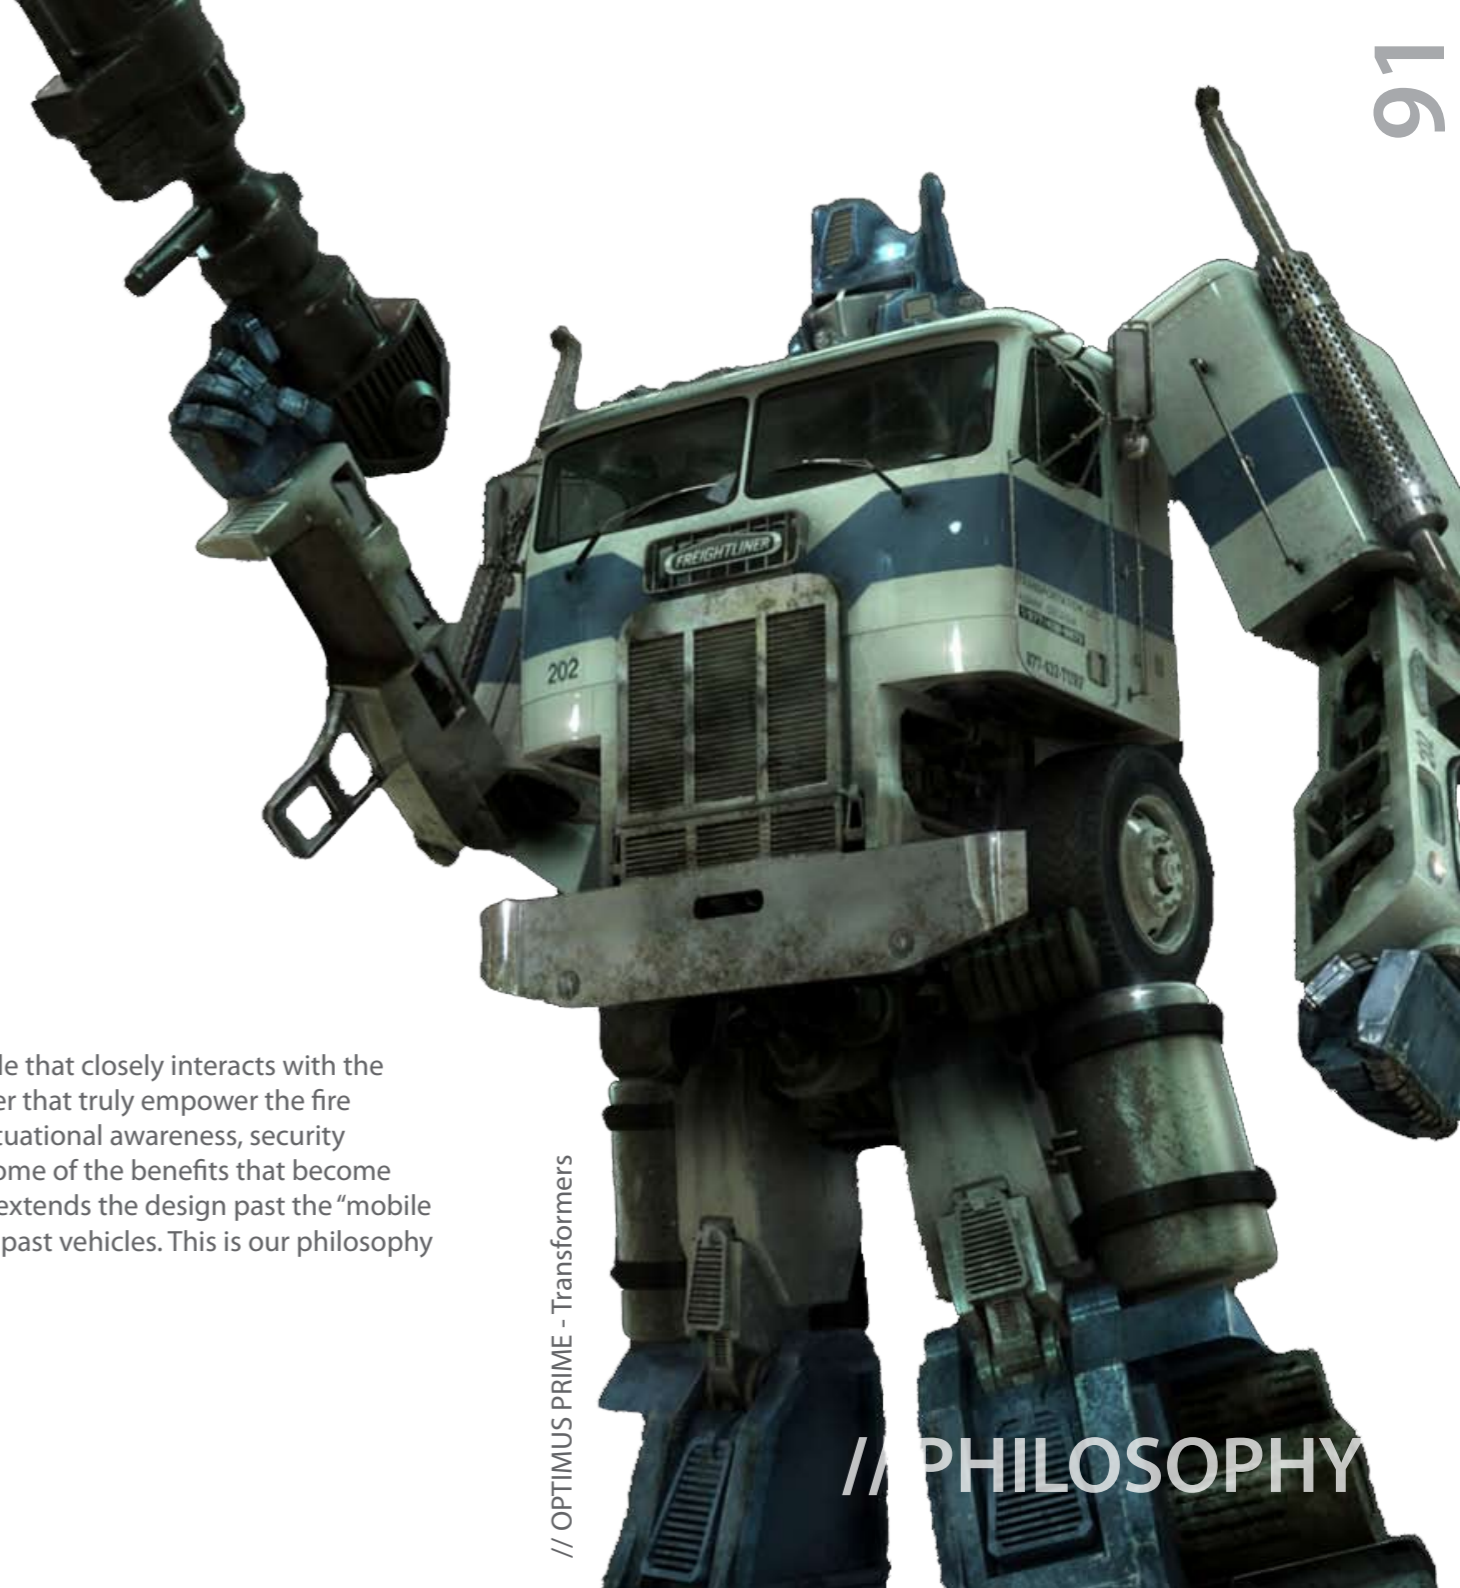 91
FREIGHTLINER
202
le that closely interacts with the
er that truly empower the fire
tuational awareness, security
ome of the benefits that become
extends the design past the “mobile
past vehicles. This is our philosophy
// OPTIMUS PRIME - Transformers
// PHILOSOPHY